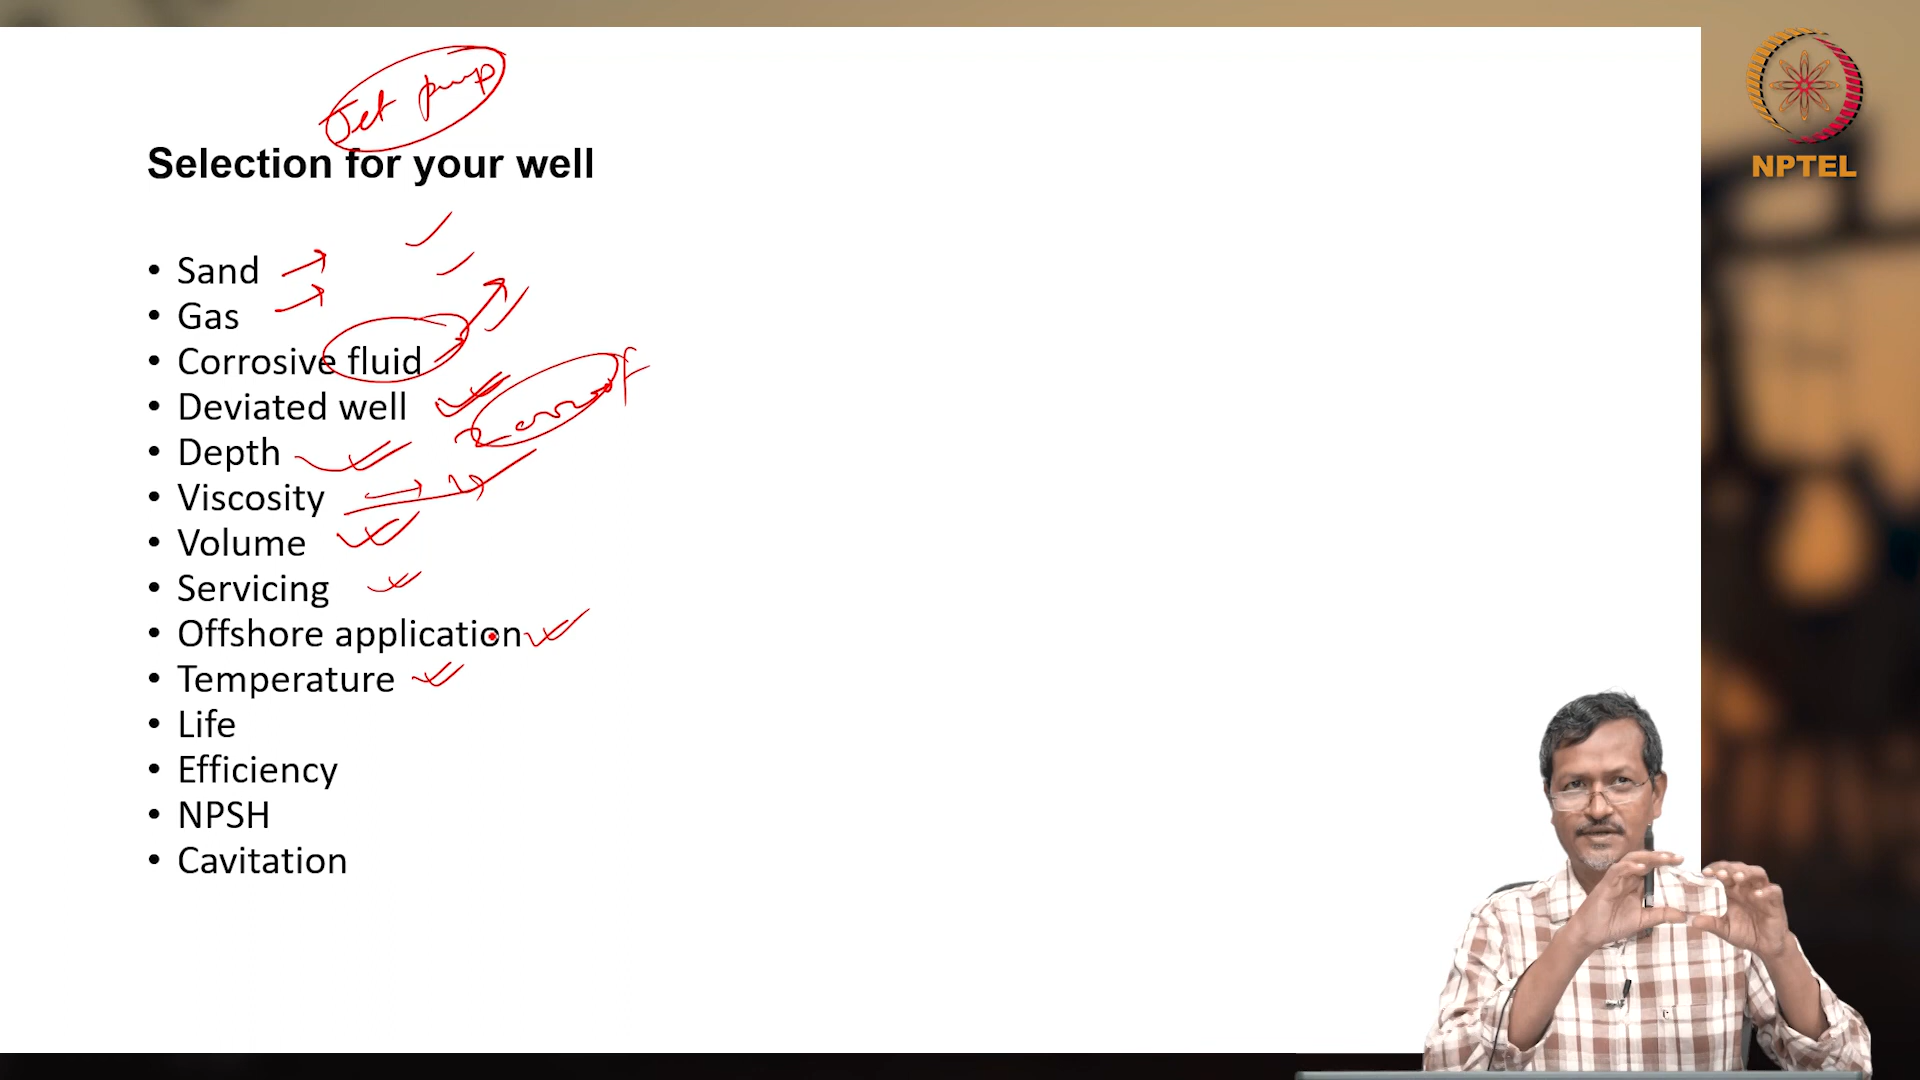 Jet pump
Selection for your well
• Sand
• Gas
• Corrosive fluid
• Deviated well
• Depth
• Viscosity
• Volume
• Servicing
• Offshore application
• Temperature
• Life
• Efficiency
• NPSH
• Cavitation
NPTEL